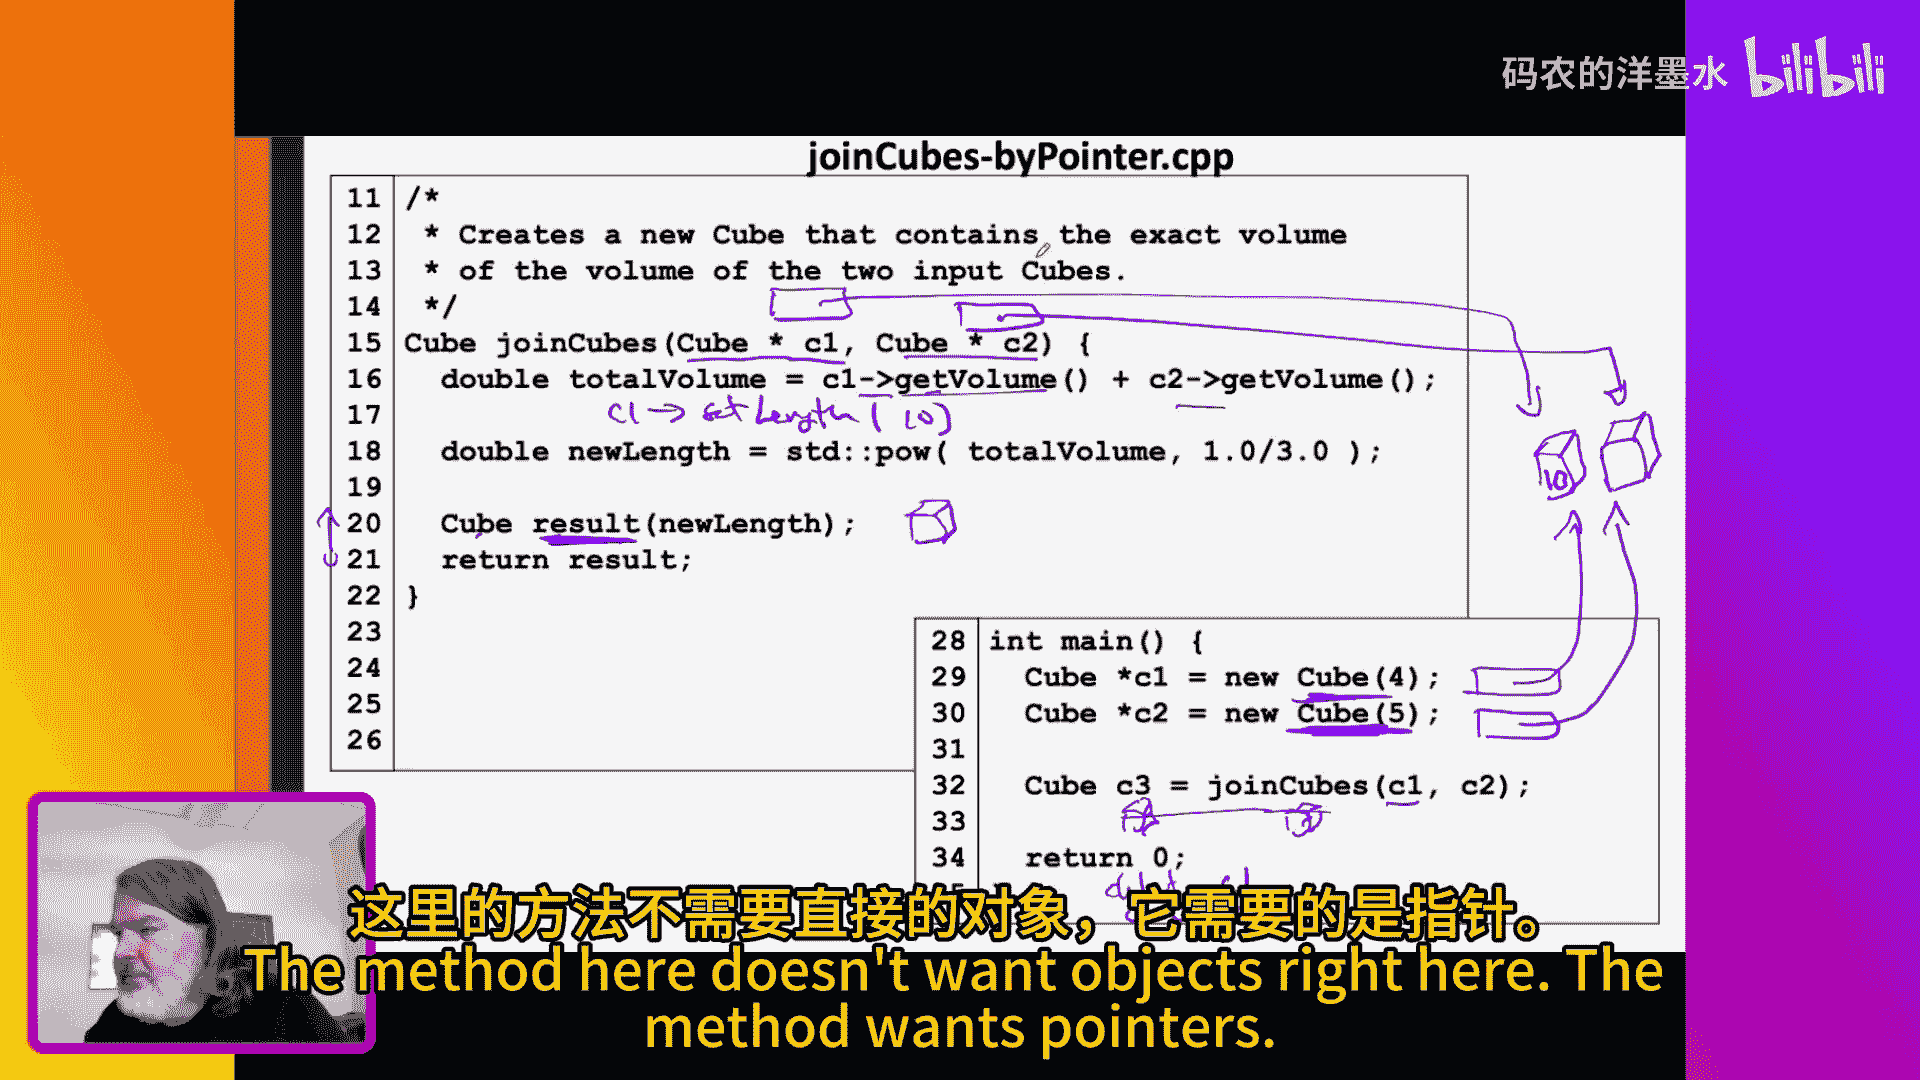 码农的洋墨水 bilibili
joinCubes-byPointer.cpp
11 /*
12  * Creates a new Cube that contains the exact volume
13  * of the volume of the two input Cubes.
14  */
15 Cube joinCubes(Cube * c1, Cube * c2) {
16   double totalVolume = c1->getVolume() + c2->getVolume();
17
c1 -> setLength(10)
18   double newLength = std::pow( totalVolume, 1.0/3.0 );
19
20   Cube result(newLength);
21   return result;
22 }
23
24
25
26
10
28 int main() {
29   Cube *c1 = new Cube(4);
30   Cube *c2 = new Cube(5);
31
32   Cube c3 = joinCubes(c1, c2);
33
34   return 0;
这里的方法不需要直接的对象，它需要的是指针。
The method here doesn't want objects right here. The
method wants pointers.